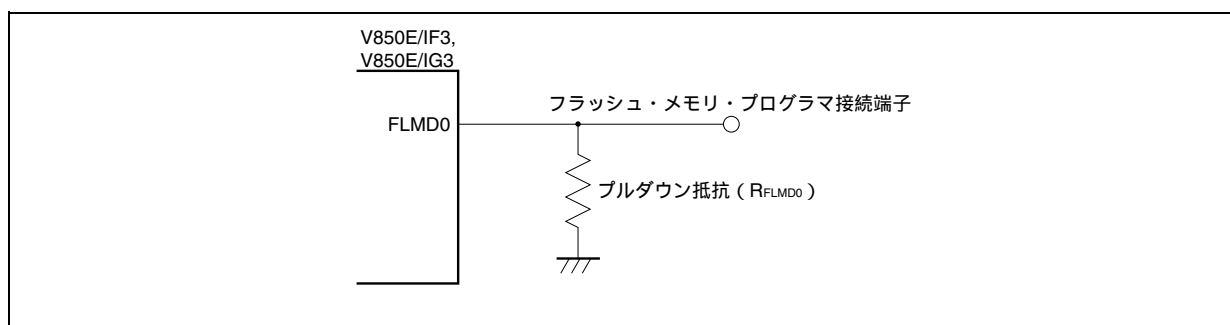 V850E/IF3,
V850E/IG3
フラッシュ・メモリ・プログラマ接続端子
FLMD0
プルダウン抵抗（RFLMD0）